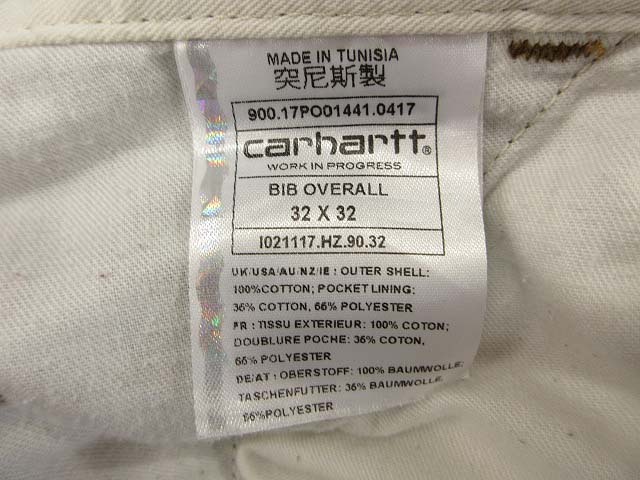 MADE IN TUNISIA
突尼斯製
900.17PO01441.0417
carhartt®
WORK IN PROGRESS
BIB OVERALL
32 X 32
I021117.HZ.90.32
UK/USA/AU/NZ/IE : OUTER SHELL:
100%COTTON; POCKET LINING:
35% COTTON, 65% POLYESTER
FR : TISSU EXTERIEUR: 100% COTON;
DOUBLURE POCHE: 35% COTON,
65% POLYESTER
DE/AT : OBERSTOFF: 100% BAUMWOLLE;
TASCHENFUTTER: 35% BAUMWOLLE,
65%POLYESTER